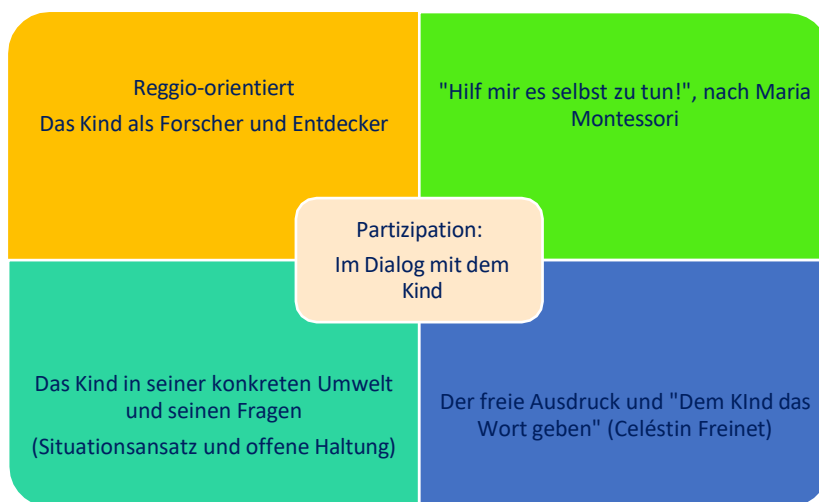 Reggio-orientiert
Das Kind als Forscher und Entdecker
"Hilf mir es selbst zu tun!", nach Maria
Montessori
Partizipation:
Im Dialog mit dem
Kind
Das Kind in seiner konkreten Umwelt
und seinen Fragen
(Situationsansatz und offene Haltung)
Der freie Ausdruck und "Dem KInd das
Wort geben" (Celéstin Freinet)